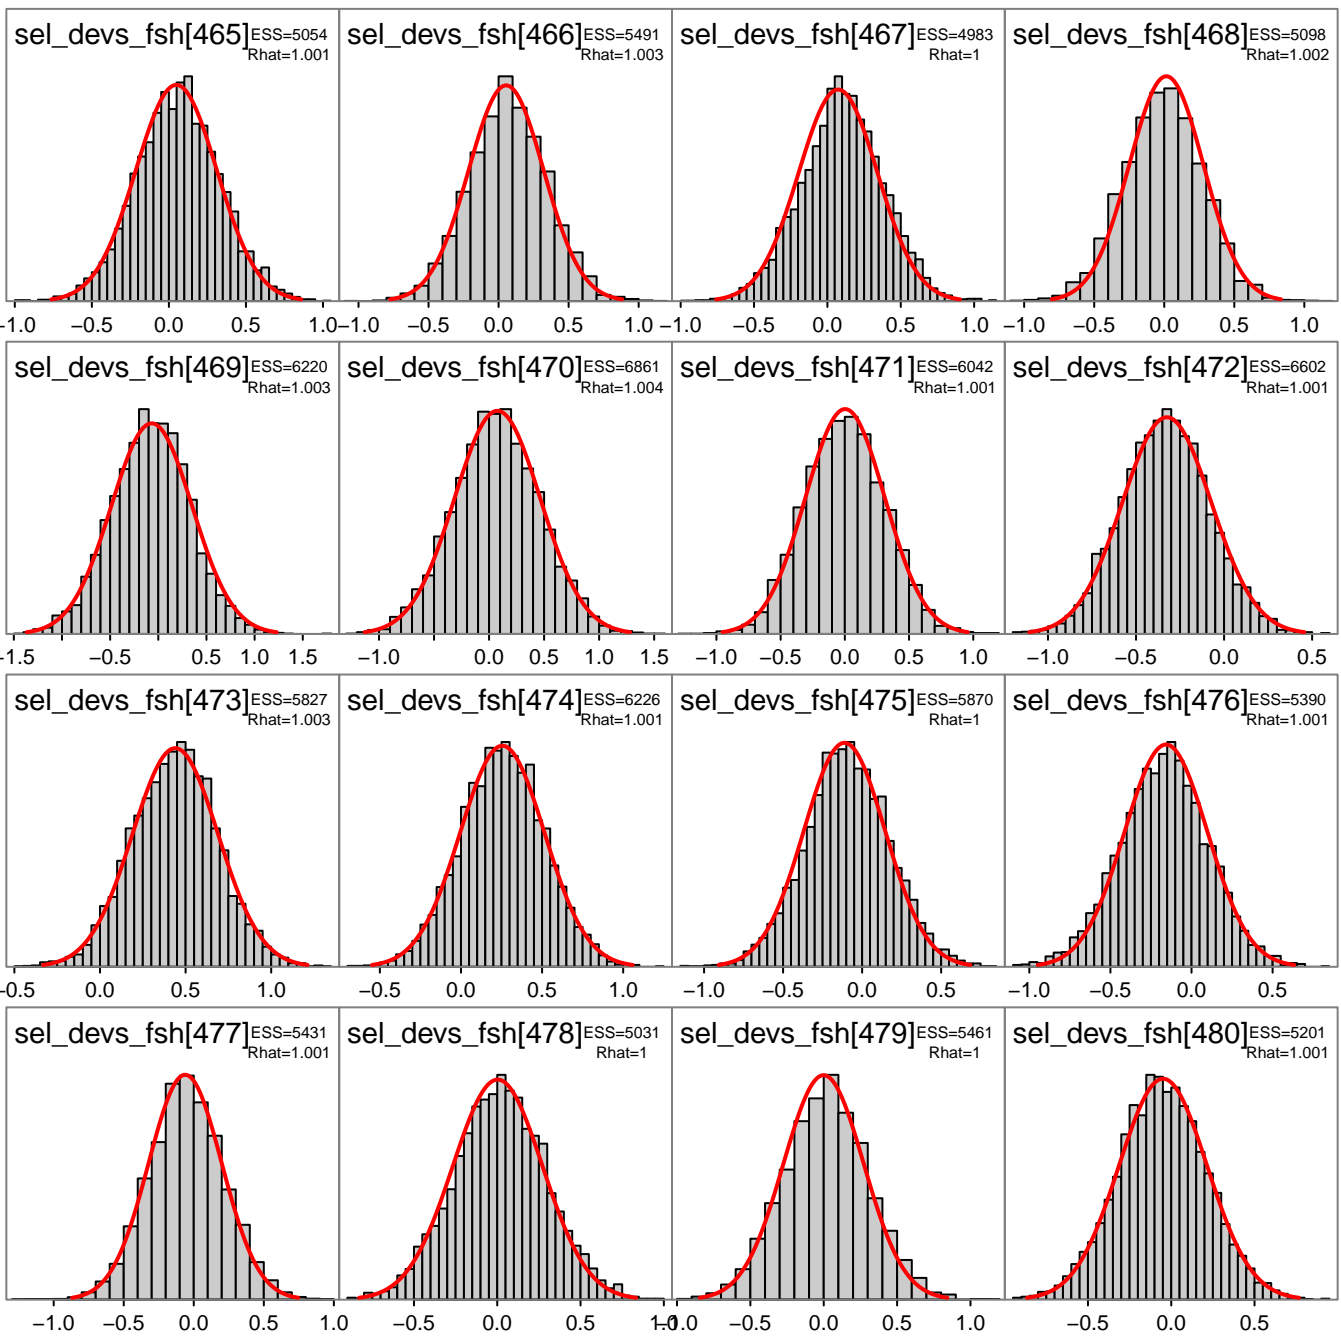 sel_devs_fsh[465] ESS=5054
Rhat=1.001
sel_devs_fsh[466] ESS=5491
Rhat=1.003
sel_devs_fsh[467] ESS=4983
Rhat=1
sel_devs_fsh[468] ESS=5098
Rhat=1.002
−1.0 −0.5 0.0 0.5 1.0
−1.0 −0.5 0.0 0.5 1.0
−1.0 −0.5 0.0 0.5 1.0
−1.0 −0.5 0.0 0.5 1.0
sel_devs_fsh[469] ESS=6220
Rhat=1.003
sel_devs_fsh[470] ESS=6861
Rhat=1.004
sel_devs_fsh[471] ESS=6042
Rhat=1.001
sel_devs_fsh[472] ESS=6602
Rhat=1.001
−1.5 −0.5 0.5 1.0 1.5
−1.0 0.0 0.5 1.0 1.5
−1.0 −0.5 0.0 0.5 1.0
−1.0 −0.5 0.0 0.5
sel_devs_fsh[473] ESS=5827
Rhat=1.003
sel_devs_fsh[474] ESS=6226
Rhat=1.001
sel_devs_fsh[475] ESS=5870
Rhat=1
sel_devs_fsh[476] ESS=5390
Rhat=1.001
−0.5 0.0 0.5 1.0
−0.5 0.0 0.5 1.0
−1.0 −0.5 0.0 0.5
−1.0 −0.5 0.0 0.5
sel_devs_fsh[477] ESS=5431
Rhat=1.001
sel_devs_fsh[478] ESS=5031
Rhat=1
sel_devs_fsh[479] ESS=5461
Rhat=1
sel_devs_fsh[480] ESS=5201
Rhat=1.001
−1.0 −0.5 0.0 0.5 1.0
−0.5 0.0 0.5 1.0
−1.0 −0.5 0.0 0.5 1.0
−0.5 0.0 0.5